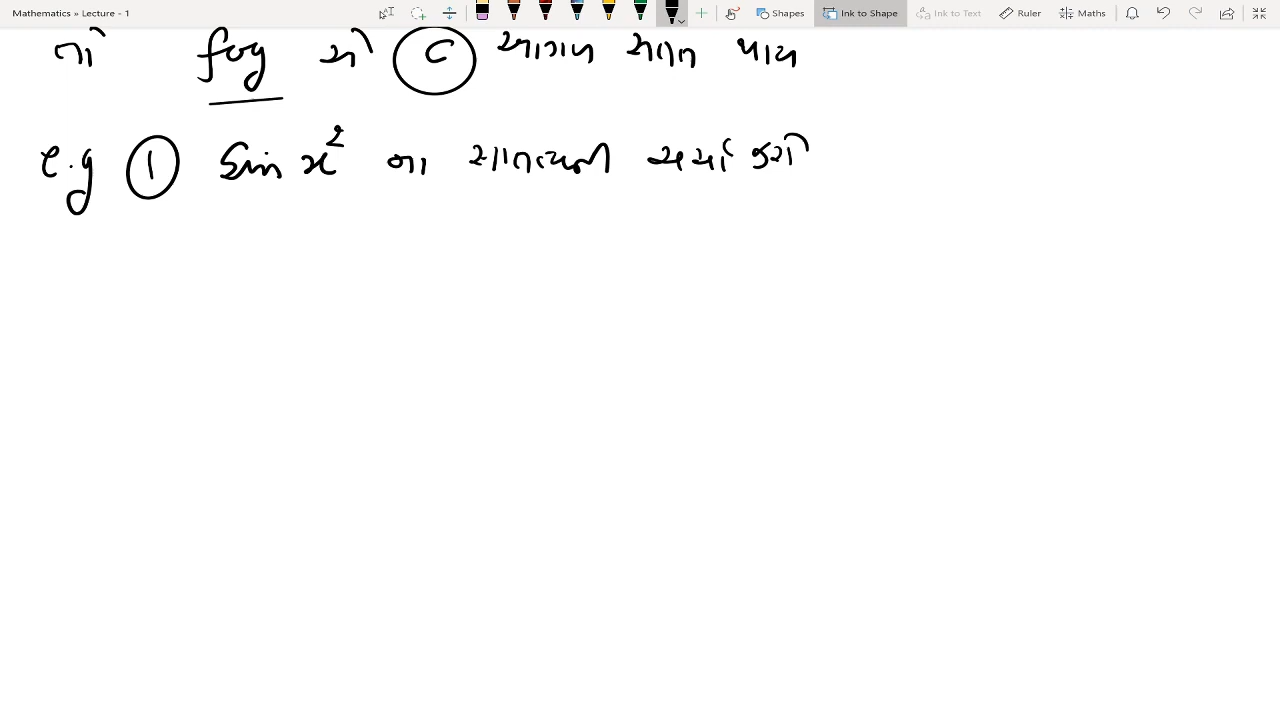 Mathematics » Lecture - 1 Shapes Ink to Shape Ink to Text Ruler Maths
તો fog એ C આગળ સતત થાય
e.g ① sin x² ના સાતત્યની ચર્ચા કરો